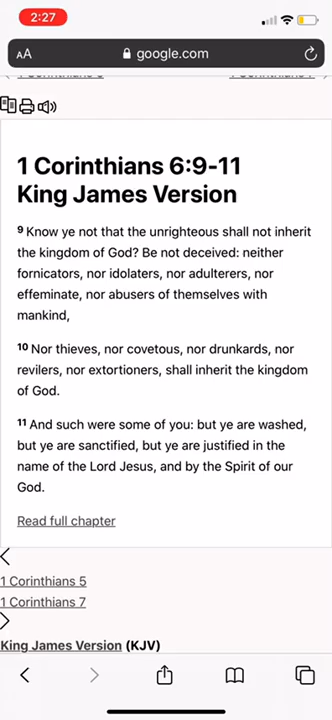 2:27
AA google.com
1 Corinthians 6:9-11
King James Version
9 Know ye not that the unrighteous shall not inherit
the kingdom of God? Be not deceived: neither
fornicators, nor idolaters, nor adulterers, nor
effeminate, nor abusers of themselves with
mankind,
10 Nor thieves, nor covetous, nor drunkards, nor
revilers, nor extortioners, shall inherit the kingdom
of God.
11 And such were some of you: but ye are washed,
but ye are sanctified, but ye are justified in the
name of the Lord Jesus, and by the Spirit of our
God.
Read full chapter
1 Corinthians 5
1 Corinthians 7
King James Version (KJV)